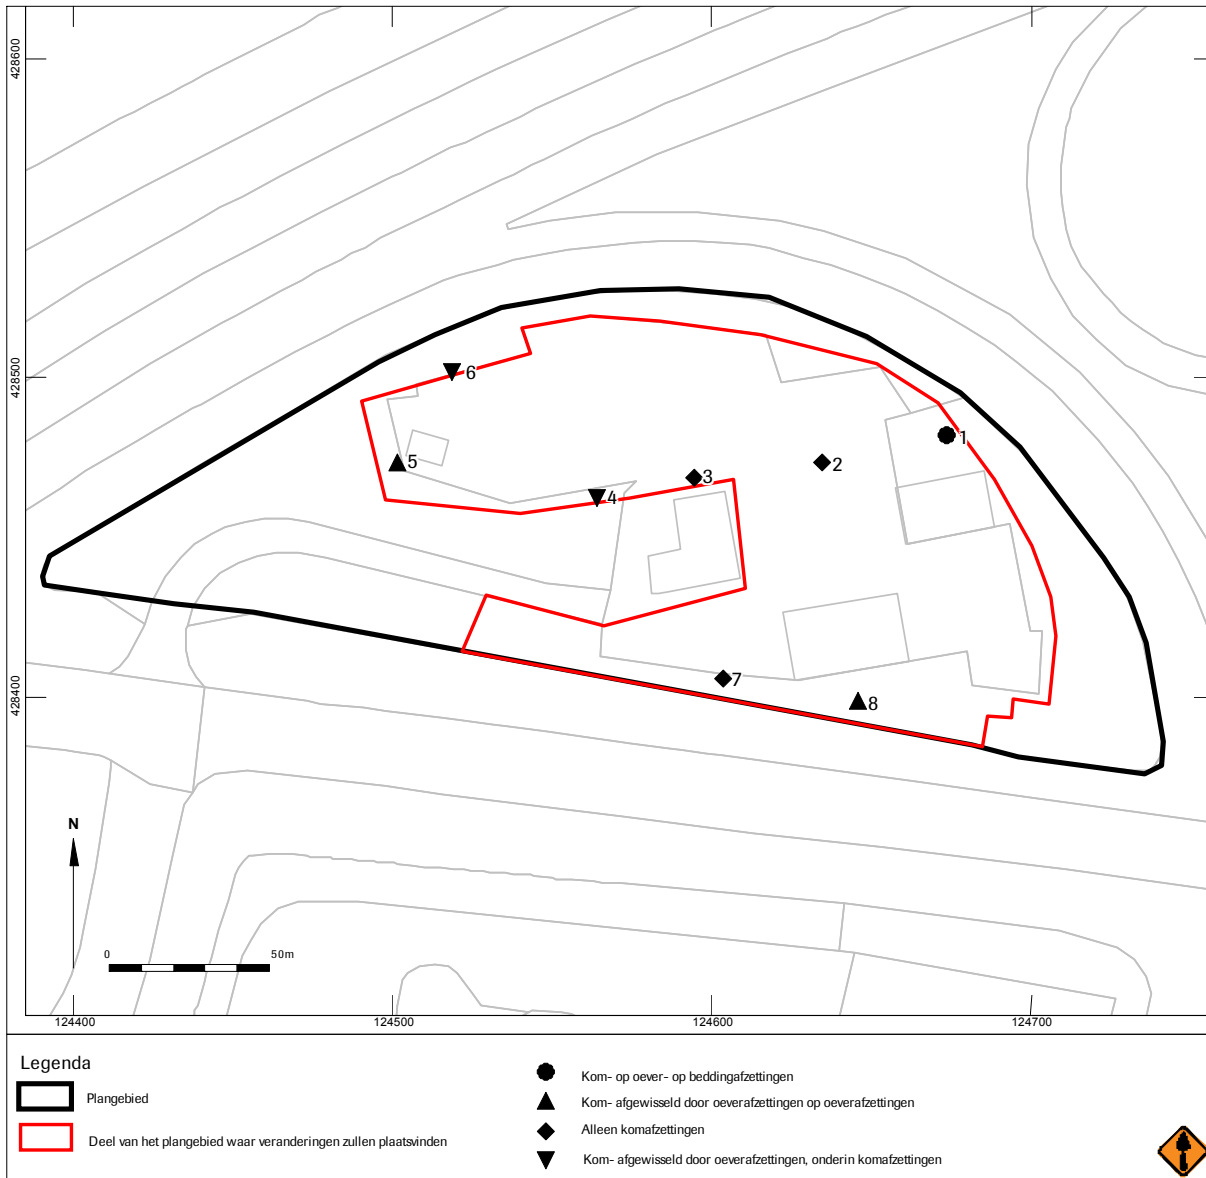 428600
428500
428400
6
5
4
3
2
1
7
8
N
0 50m
124400 124500 124600 124700
Legenda
Plangebied
Deel van het plangebied waar veranderingen zullen plaatsvinden
Kom- op oever- op beddingafzettingen
Kom- afgewisseld door oeverafzettingen op oeverafzettingen
Alleen komafzettingen
Kom- afgewisseld door oeverafzettingen, onderin komafzettingen